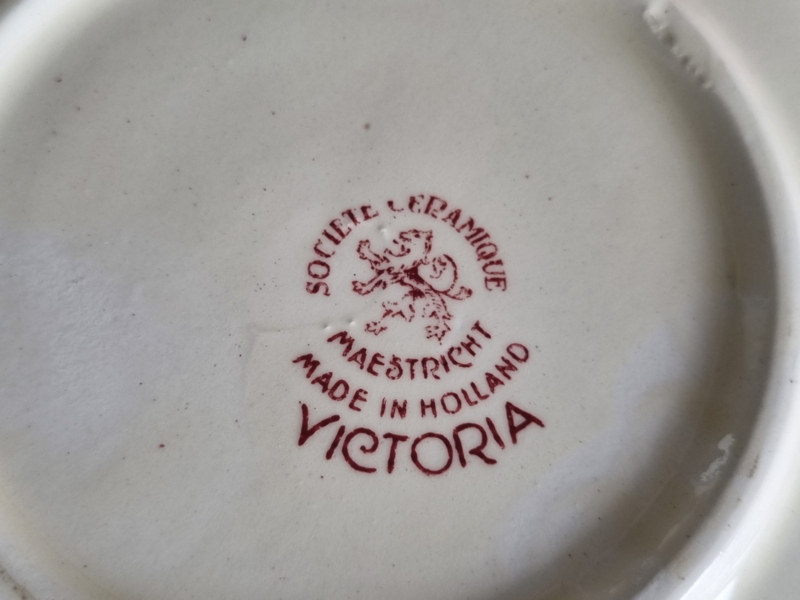 SOCIETE CERAMIQUE
MAESTRICHT
MADE IN HOLLAND
VICTORIA